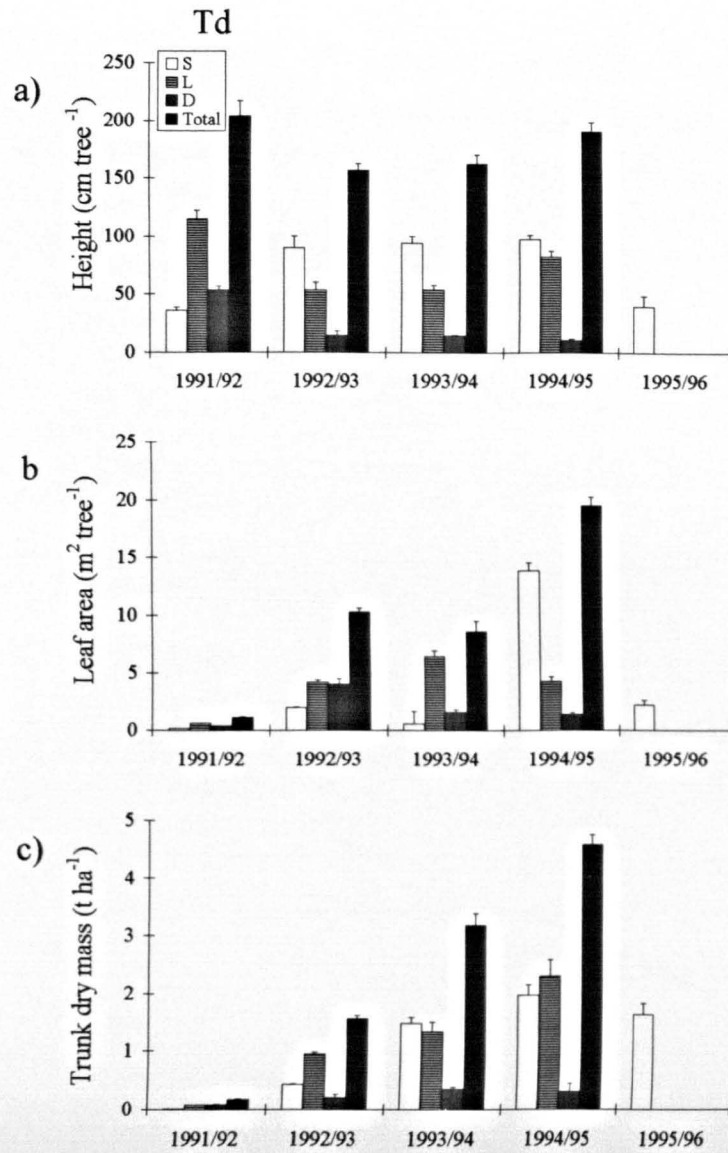 Td
a)
S
L
D
Total
Height (cm tree⁻¹)
250
200
150
100
50
0
1991/92 1992/93 1993/94 1994/95 1995/96
b
Leaf area (m² tree⁻¹)
25
20
15
10
5
0
1991/92 1992/93 1993/94 1994/95 1995/96
c)
Trunk dry mass (t ha⁻¹)
5
4
3
2
1
0
1991/92 1992/93 1993/94 1994/95 1995/96